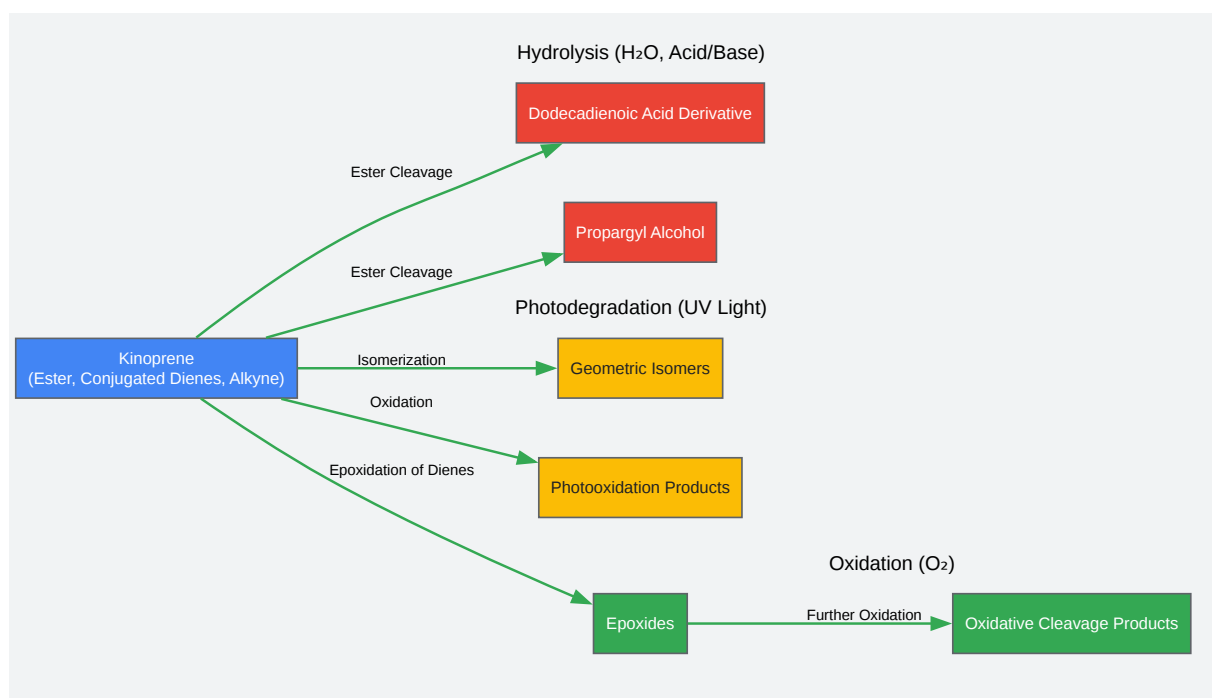 Hydrolysis (H₂O, Acid/Base)
Dodecadienoic Acid Derivative
Ester Cleavage
Propargyl Alcohol
Ester Cleavage
Photodegradation (UV Light)
Kinoprene
(Ester, Conjugated Dienes, Alkyne)
Isomerization
Geometric Isomers
Oxidation
Epoxidation of Dienes
Photooxidation Products
Oxidation (O₂)
Epoxides
Further Oxidation
Oxidative Cleavage Products